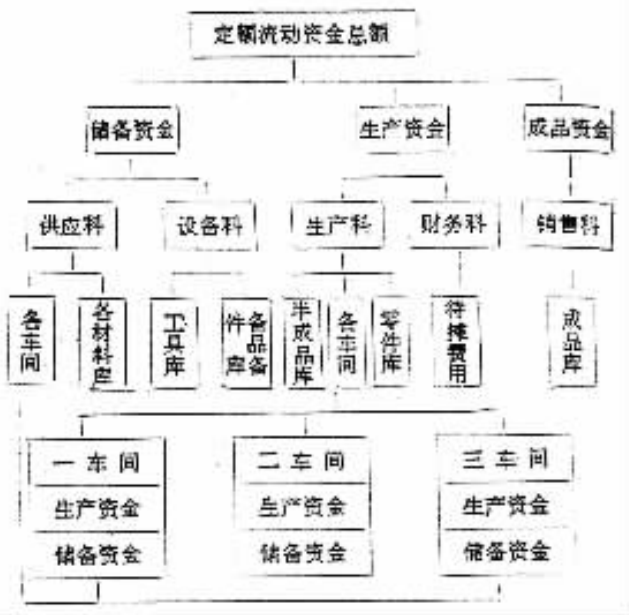 定额流动资金总额
储备资金
生产资金
成品资金
供应科
设备科
生产科
财务科
销售科
各车间
各材料库
工具库
备品备件库
半成品库
各车间
零件库
待摊费用
成品库
一车间
生产资金
储备资金
二车间
生产资金
储备资金
三车间
生产资金
储备资金